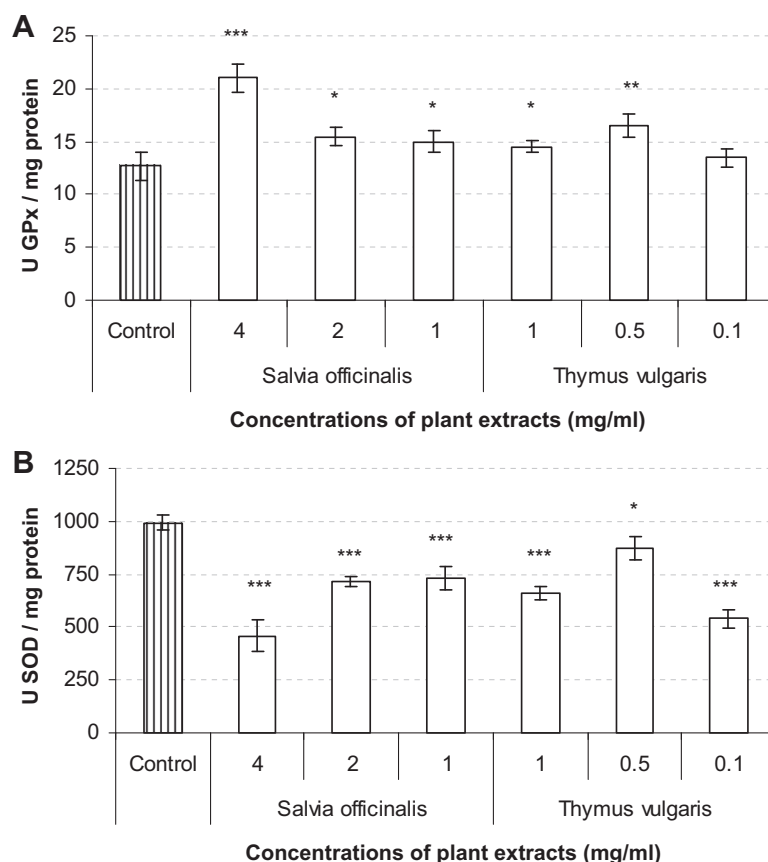 A
U GPx / mg protein
25
20
15
10
5
0
***
*
*
*
**
Control 4 2 1 1 0.5 0.1
Salvia officinalis Thymus vulgaris
Concentrations of plant extracts (mg/ml)
B
U SOD / mg protein
1250
1000
750
500
250
0
***
***
***
***
*
***
Control 4 2 1 1 0.5 0.1
Salvia officinalis Thymus vulgaris
Concentrations of plant extracts (mg/ml)